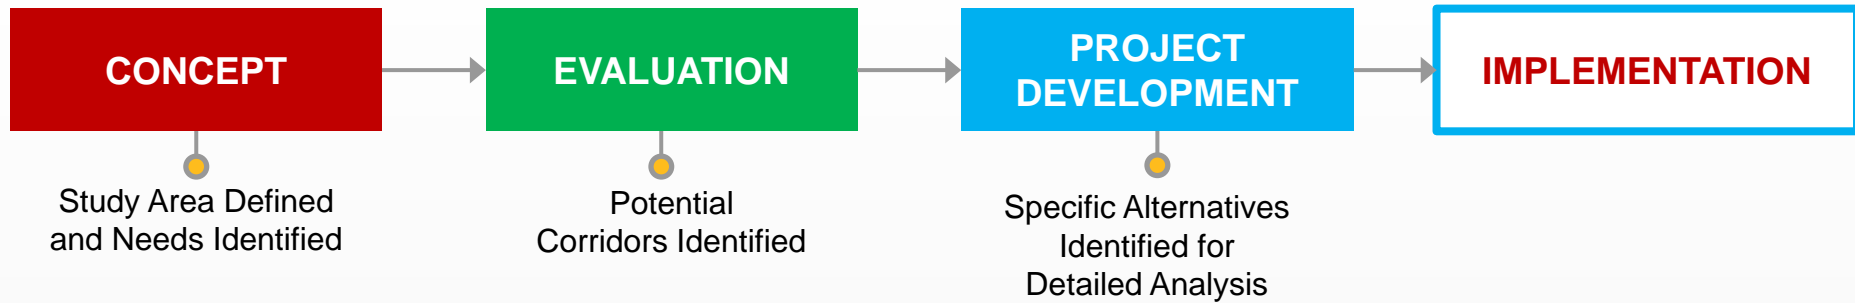 CONCEPT
EVALUATION
PROJECT
DEVELOPMENT
IMPLEMENTATION
Study Area Defined
and Needs Identified
Potential
Corridors Identified
Specific Alternatives
Identified for
Detailed Analysis